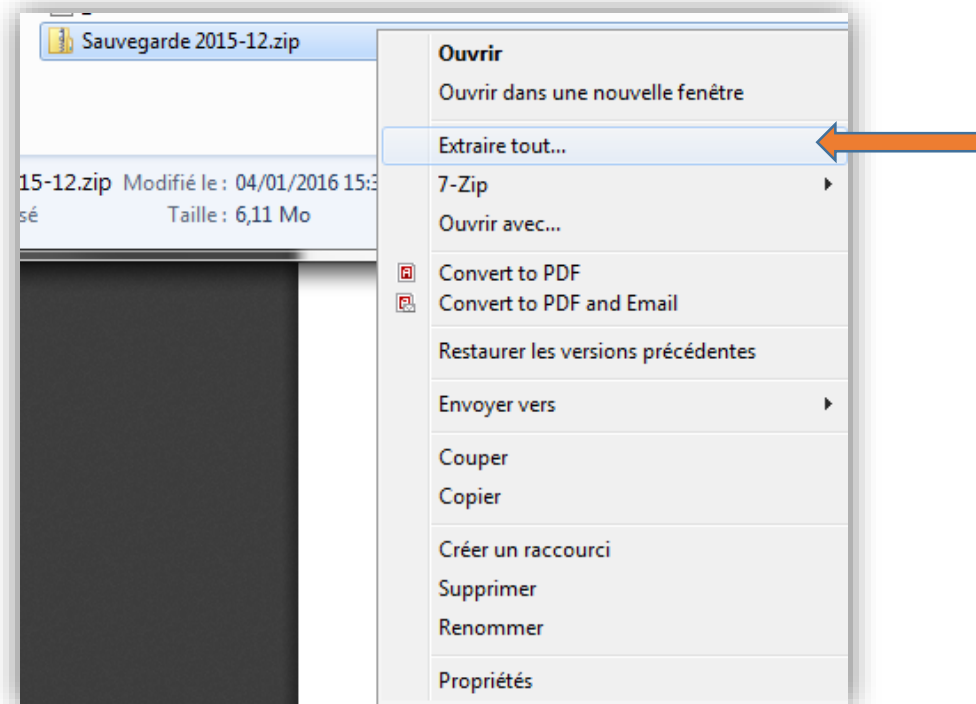 Sauvegarde 2015-12.zip
15-12.zip Modifié le : 04/01/2016 15:3
sé Taille : 6,11 Mo
Ouvrir
Ouvrir dans une nouvelle fenêtre
Extraire tout...
7-Zip
Ouvrir avec...
Convert to PDF
Convert to PDF and Email
Restaurer les versions précédentes
Envoyer vers
Couper
Copier
Créer un raccourci
Supprimer
Renommer
Propriétés